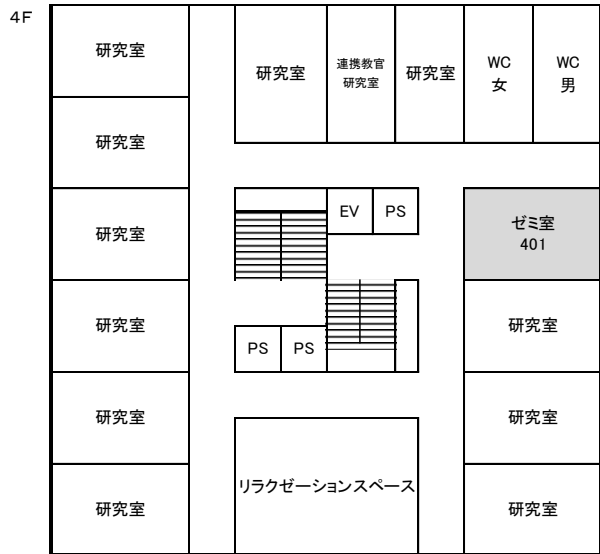 4F
研究室
研究室
連携教官
研究室
研究室
WC
女
WC
男
研究室
研究室
EV
PS
ゼミ室
401
研究室
PS
PS
研究室
研究室
研究室
研究室
リラクゼーションスペース
研究室
研究室